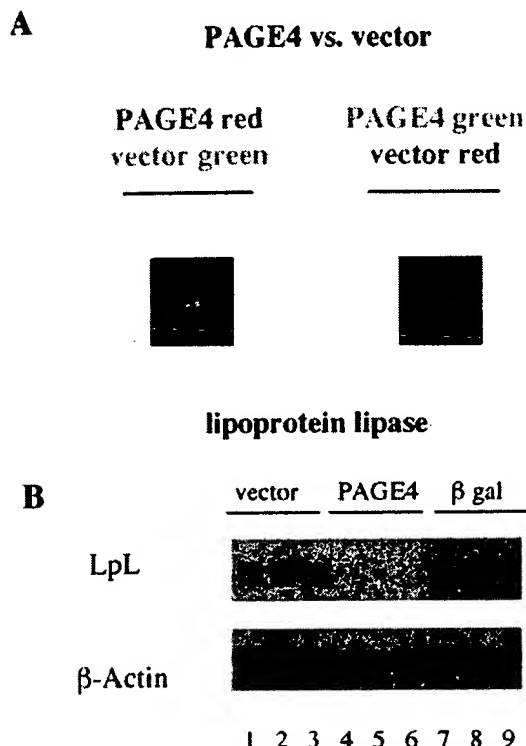 A
PAGE4 vs. vector
PAGE4 red
vector green
PAGE4 green
vector red
lipoprotein lipase
B
vector PAGE4 β gal
LpL
β-Actin
1 2 3 4 5 6 7 8 9